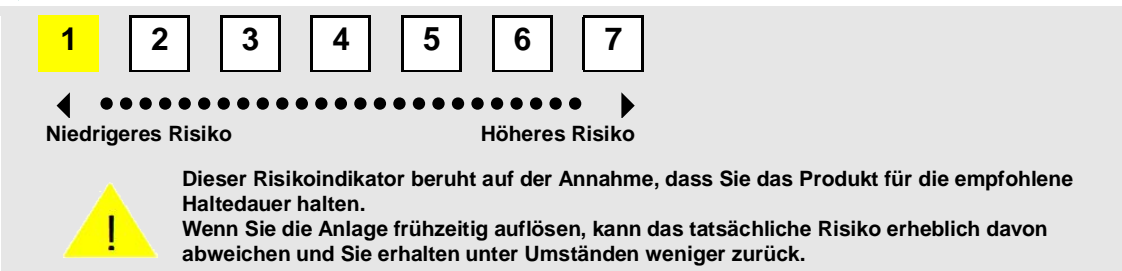 1 2 3 4 5 6 7
Niedrigeres Risiko Höheres Risiko
Dieser Risikoindikator beruht auf der Annahme, dass Sie das Produkt für die empfohlene
Haltedauer halten.
Wenn Sie die Anlage frühzeitig auflösen, kann das tatsächliche Risiko erheblich davon
! abweichen und Sie erhalten unter Umständen weniger zurück.